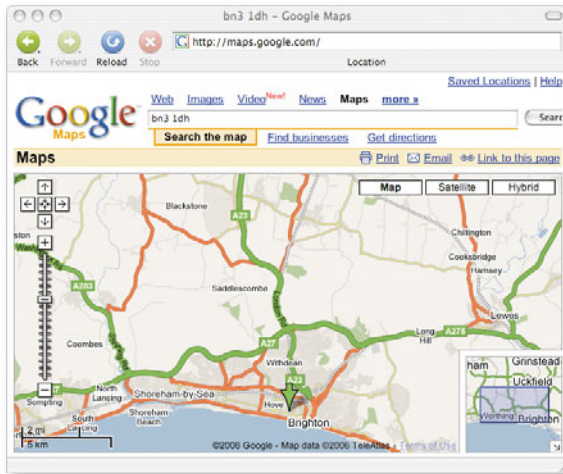 bn3 1dh – Google Maps
Back Forward Reload Stop
http://maps.google.com/
Location
Saved Locations | Help
Google Maps
Web Images Video New! News Maps more »
bn3 1dh
Sear
Search the map Find businesses Get directions
Maps
Print Email Link to this page
Map Satellite Hybrid
Blackstone
A23
Chiltington
Cooksbridge
Hamsey
A283
Saddlescombe
London Rd
Lewes
Coombes
A27
Long Hill
A275
Withdean
A23
North Lancing
Shoreham-by-Sea
Hove
Brighton
Sompting
South Lancing
Shoreham Beach
2 mi
5 km
©2006 Google - Map data ©2006 TeleAtlas - Terms of Use
ham
Grinstead
Uckfield
Worthing
Brighton